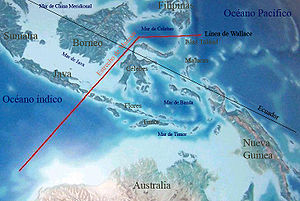 Mar de China Meridional
Filipinas
Océano Pacífico
Sumatra
Borneo
Mar de Celebes
Línea de Wallace
Molucas
Mar de Java
Java
Celebes
Océano índico
Ecuador
Flores
Mar de Banda
Timor
Mar de Timor
Nueva
Guinea
Australia